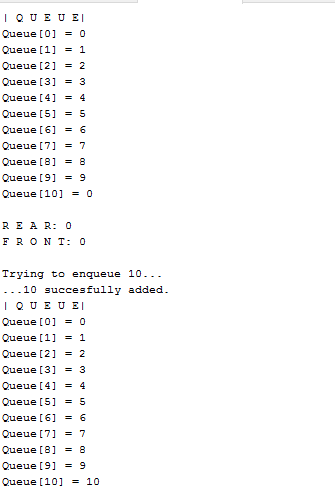 | Q U E U E|
Queue[0] = 0
Queue[1] = 1
Queue[2] = 2
Queue[3] = 3
Queue[4] = 4
Queue[5] = 5
Queue[6] = 6
Queue[7] = 7
Queue[8] = 8
Queue[9] = 9
Queue[10] = 0
R E A R: 0
F R O N T: 0
Trying to enqueue 10...
...10 succesfully added.
| Q U E U E|
Queue[0] = 0
Queue[1] = 1
Queue[2] = 2
Queue[3] = 3
Queue[4] = 4
Queue[5] = 5
Queue[6] = 6
Queue[7] = 7
Queue[8] = 8
Queue[9] = 9
Queue[10] = 10